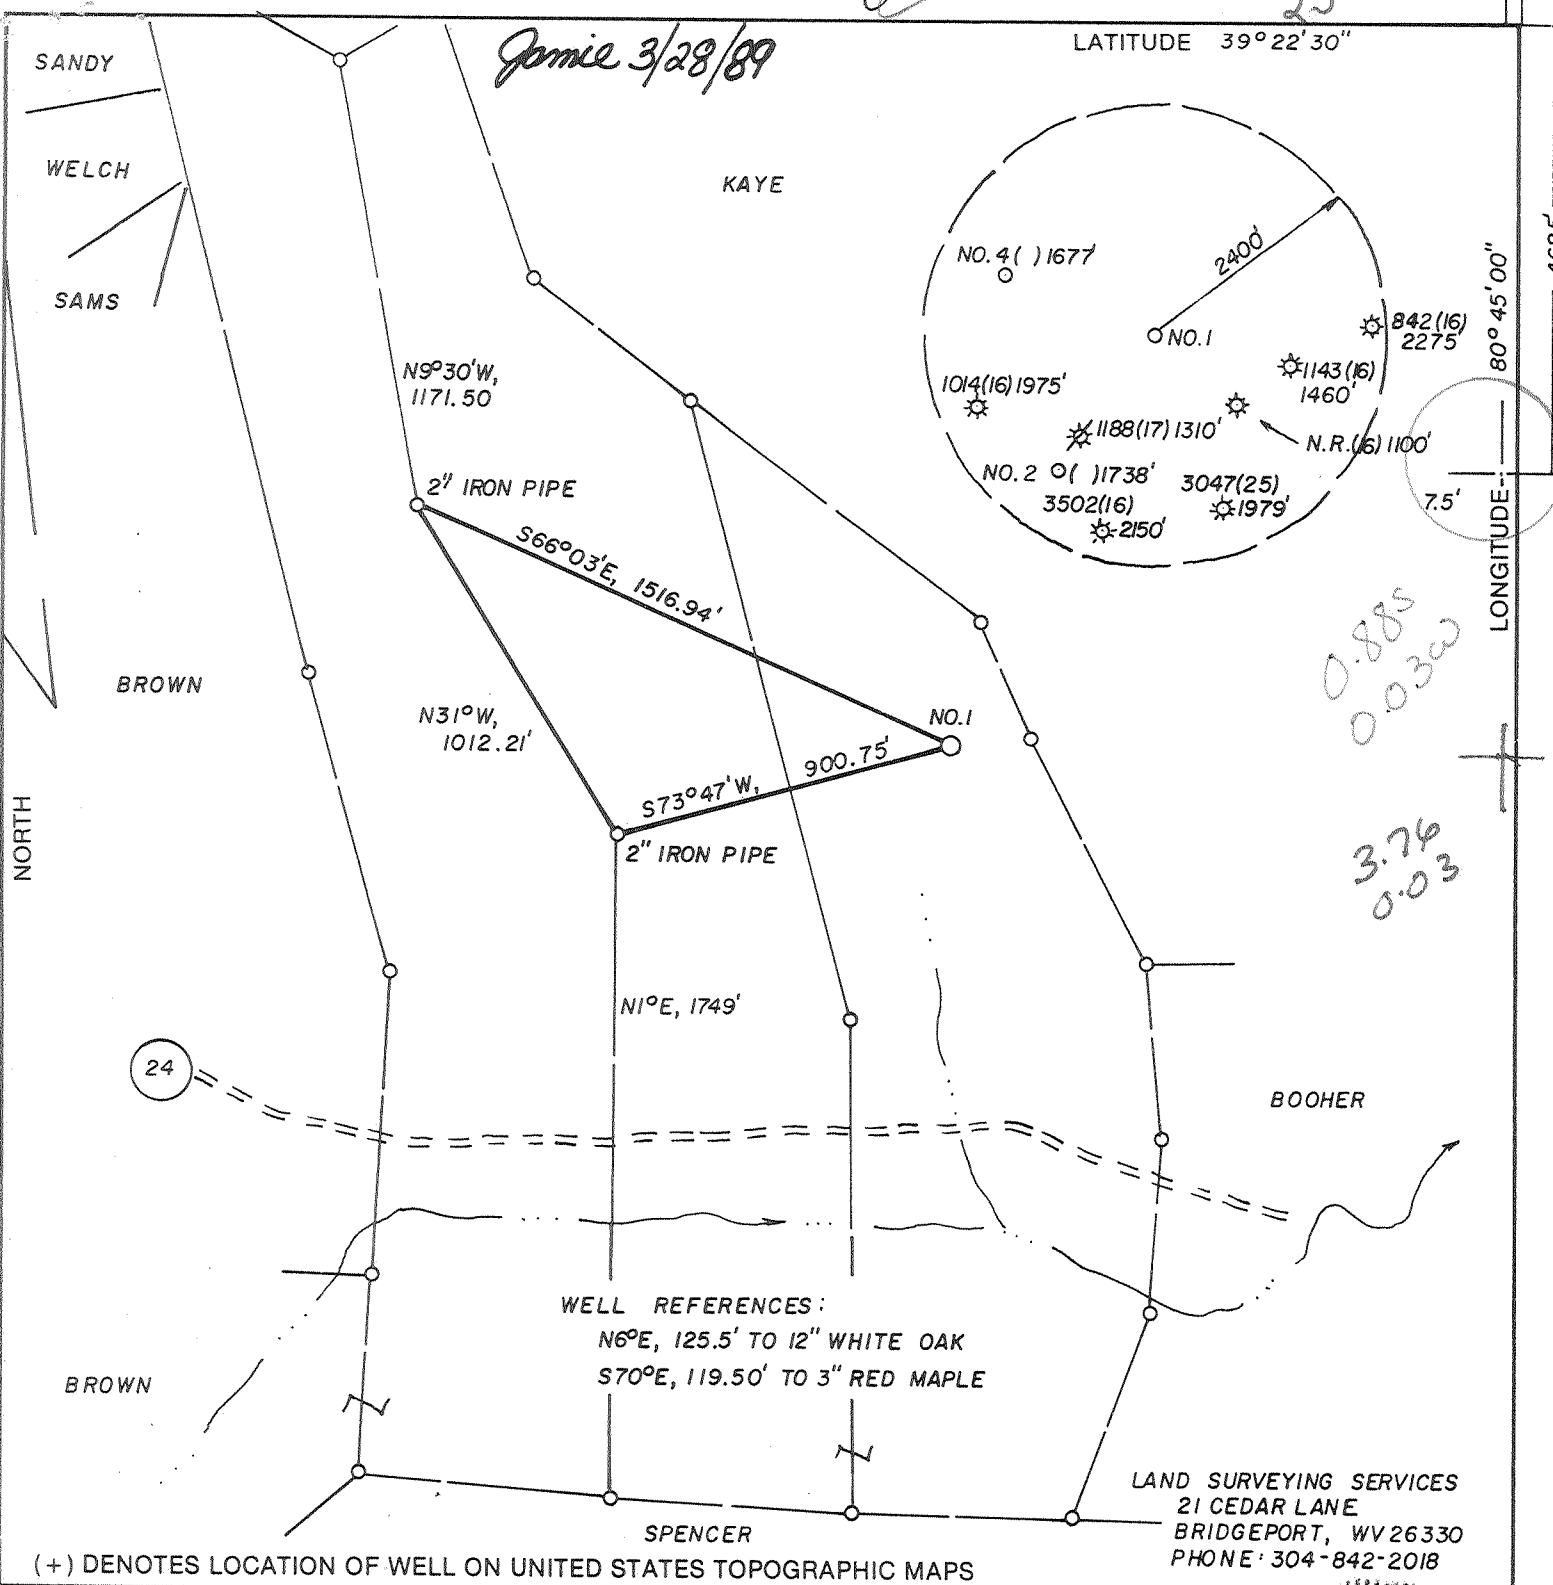 Jamie 3/28/89
LATITUDE 39°22'30"
SANDY
WELCH
SAMS
KAYE
NO. 4 ( ) 1677'
2400'
NO. 1
842(16)
2275'
1143(16)
1460'
1014(16) 1975'
1188(17) 1310'
N.R.(16) 1100'
NO. 2 ( ) 1738'
3047(25)
1979'
3502(16)
2150'
LONGITUDE 80° 45' 00"
7.5'
N9°30'W,
1171.50
2" IRON PIPE
S66°03'E, 1516.94'
0.88S
0.03W
BROWN
N31°W,
1012.21'
NO. 1
S73°47'W, 900.75'
2" IRON PIPE
NORTH
3.76
0.03
N1°E, 1749'
24
BOOHER
WELL REFERENCES:
N6°E, 125.5' TO 12" WHITE OAK
S70°E, 119.50' TO 3" RED MAPLE
BROWN
SPENCER
LAND SURVEYING SERVICES
21 CEDAR LANE
BRIDGEPORT, WV 26330
PHONE: 304-842-2018
(+) DENOTES LOCATION OF WELL ON UNITED STATES TOPOGRAPHIC MAPS